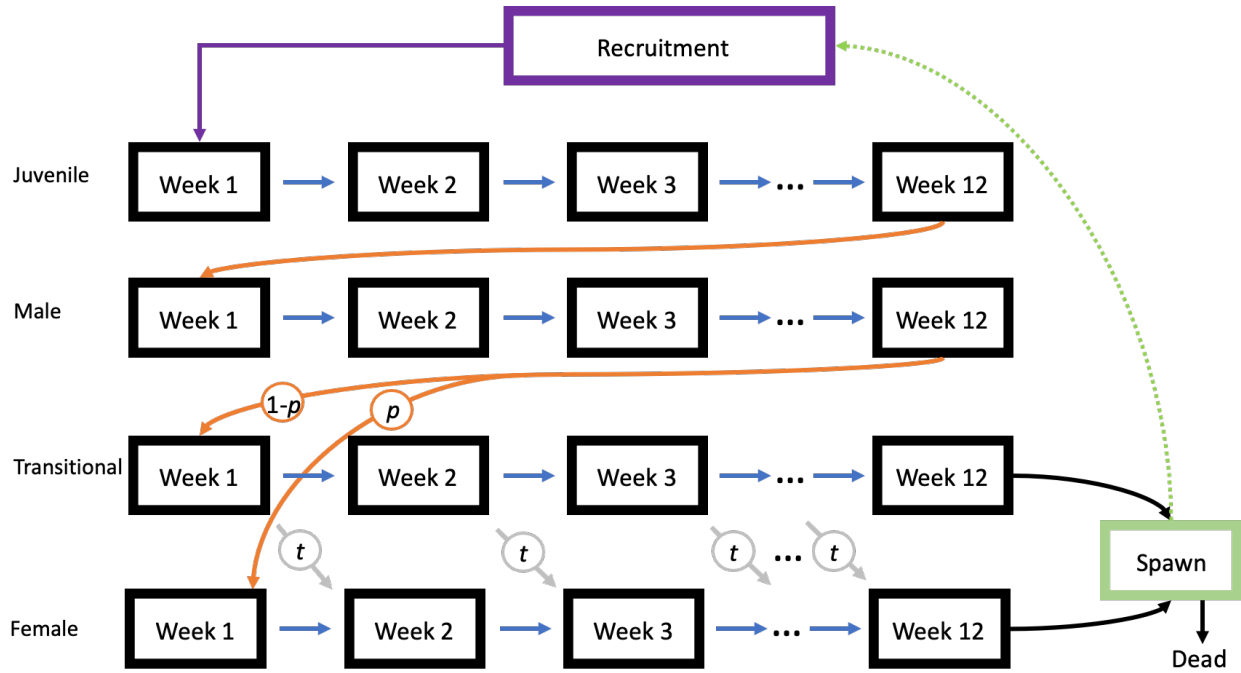 Recruitment
Juvenile
Week 1
Week 2
Week 3
...
Week 12
Male
Week 1
Week 2
Week 3
...
Week 12
1-p
p
Transitional
Week 1
Week 2
Week 3
...
Week 12
t
t
t
...
t
Spawn
Female
Week 1
Week 2
Week 3
...
Week 12
Dead